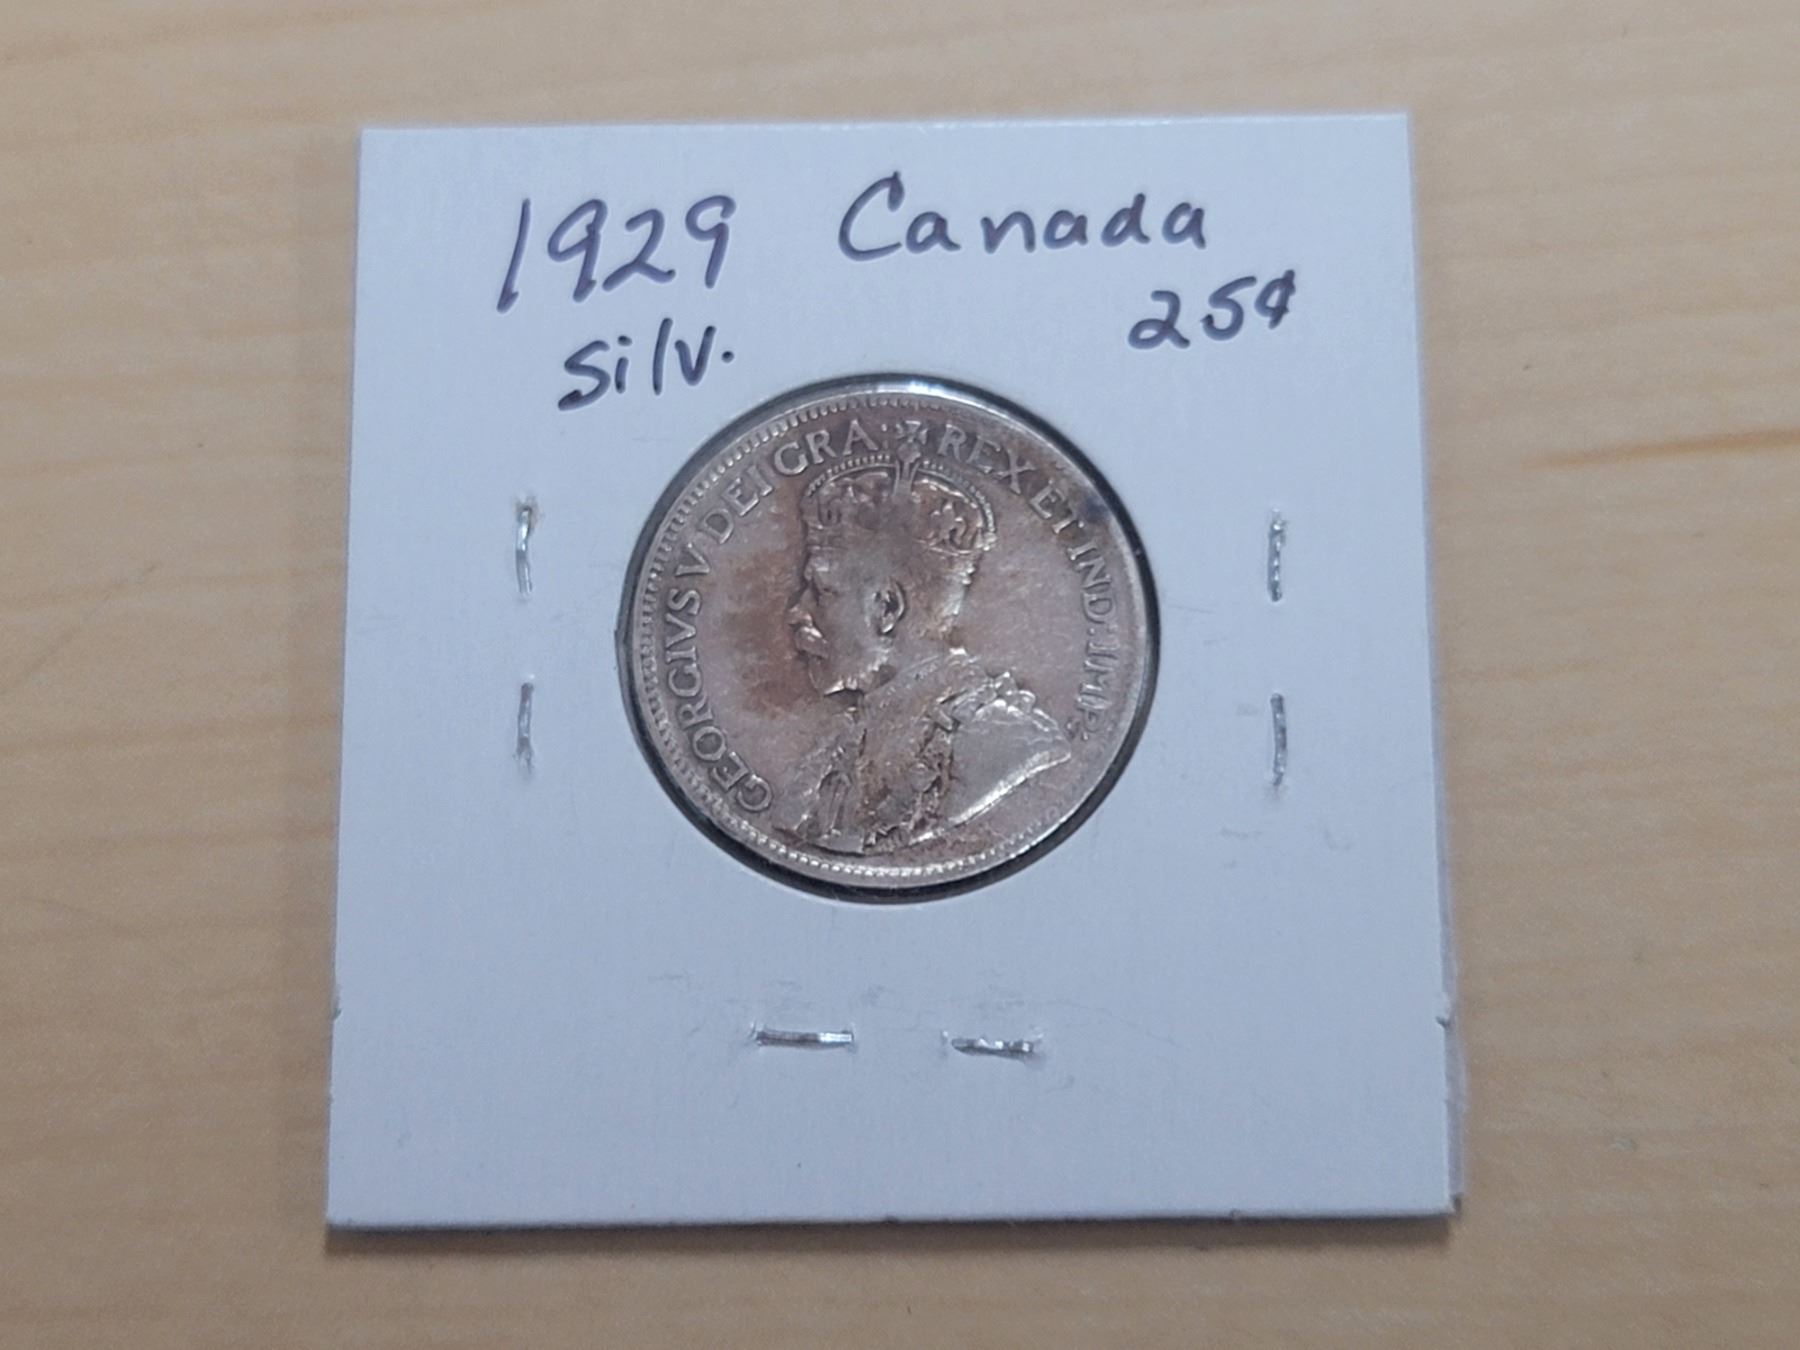 1929 Canada
silv. 25¢
GEORGIVS V DEI GRA: REX ET IND: IMP: